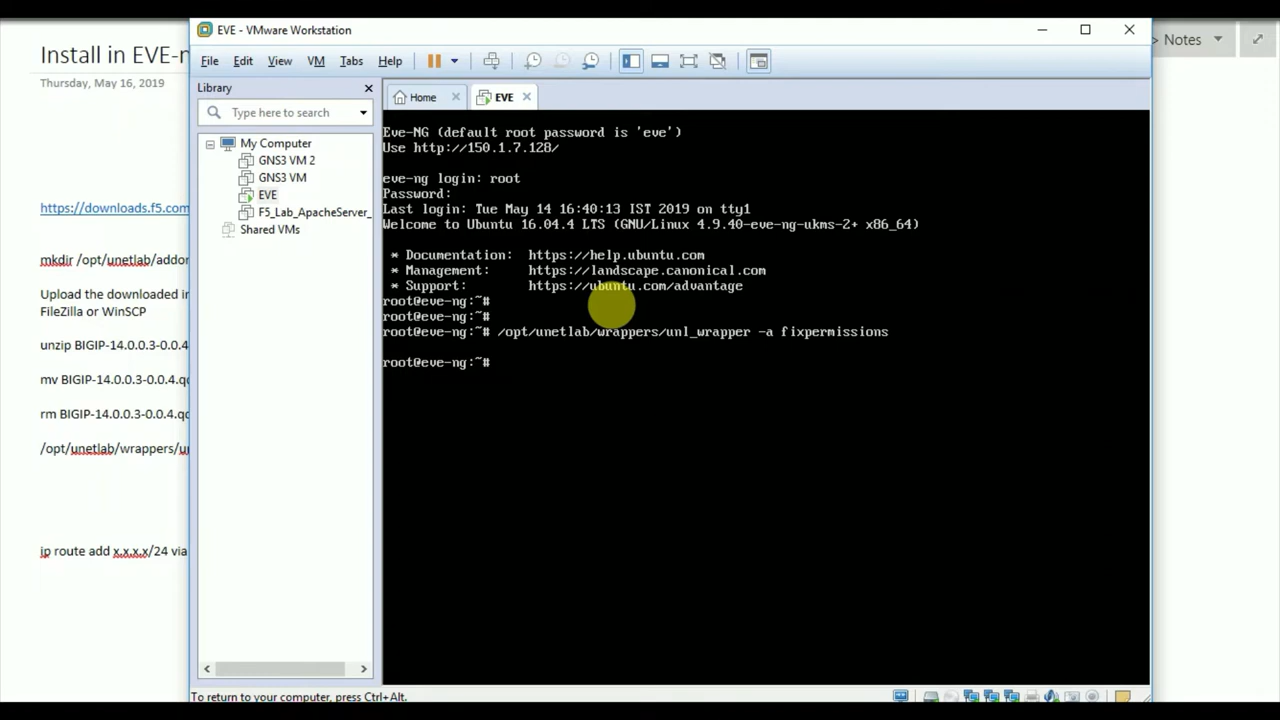 EVE - VMware Workstation
Install in EVE-n
Thursday, May 16, 2019
> Notes
File Edit View VM Tabs Help
Library
Type here to search
My Computer
GNS3 VM 2
GNS3 VM
EVE
F5_Lab_ApacheServer_
Shared VMs
Home
EVE
Eve-NG (default root password is 'eve')
Use http://150.1.7.128/
eve-ng login: root
Password:
Last login: Tue May 14 16:40:13 IST 2019 on tty1
Welcome to Ubuntu 16.04.4 LTS (GNU/Linux 4.9.40-eve-ng-ukms-2+ x86_64)
* Documentation: https://help.ubuntu.com
* Management: https://landscape.canonical.com
* Support: https://ubuntu.com/advantage
root@eve-ng:~#
root@eve-ng:~#
root@eve-ng:~# /opt/unetlab/wrappers/unl_wrapper -a fixpermissions
root@eve-ng:~#
https://downloads.f5.com
mkdir /opt/unetlab/addon
Upload the downloaded in
FileZilla or WinSCP
unzip BIGIP-14.0.0.3-0.0.4.
mv BIGIP-14.0.0.3-0.0.4.qc
rm BIGIP-14.0.0.3-0.0.4.qc
/opt/unetlab/wrappers/un
ip route add x.x.x.x/24 via
To return to your computer, press Ctrl+Alt.